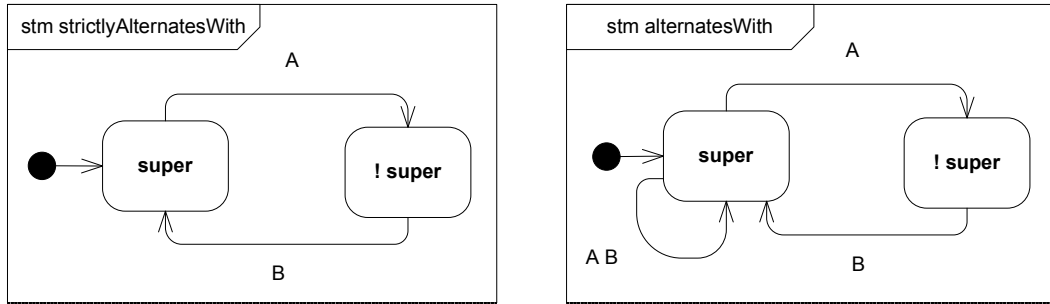 stm strictlyAlternatesWith
A
super
! super
B
stm alternatesWith
A
super
! super
A B
B